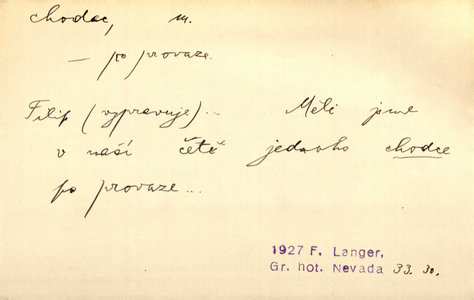 chodec, m.
— po provaze.
Filip (vypravuje)... Měli jsme
v naší četě jednoho chodce
po provaze...
1927 F. Langer,
Gr. hot. Nevada 33. 30.